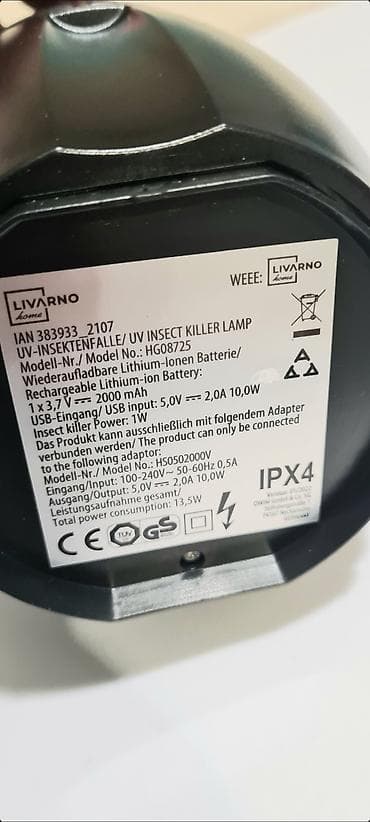 LIVARNO
home
WEEE: LIVARNO
home
IAN 383933_2107
UV-INSEKTENFALLE/ UV INSECT KILLER LAMP
Modell-Nr./ Model No.: HG08725
Wiederaufladbare Lithium-Ionen Batterie/
Rechargeable Lithium-ion Battery:
1 x 3,7 V⎓ 2000 mAh
USB-Eingang/ USB input: 5,0V⎓ 2,0A 10,0W
Insect killer Power: 1W
Das Produkt kann ausschließlich mit folgendem Adapter
verbunden werden/ The product can only be connected
to the following adaptor:
Modell-Nr./ Model No.: HS0502000V
Eingang/Input: 100-240V~ 50-60Hz 0,5A
Ausgang/Output: 5,0V⎓ 2,0A 10,0W
Leistungsaufnahme gesamt/
Total power consumption: 13,5W
IPX4
OWIM GmbH & Co. KG
CE TÜV GS